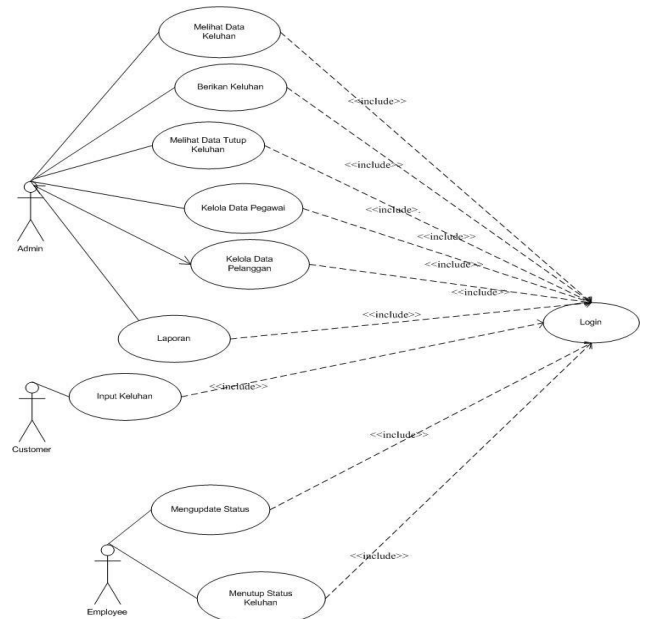 Melihat Data
Keluhan
<<include>>
Berikan Keluhan
Melihat Data Tutup
Keluhan
<<include>>
Admin
Kelola Data Pegawai
<<include>.
<<include>>
Kelola Data
Pelanggan
<<include>>
<<include>>
Laporan
<<include>>
Login
Customer
Input Keluhan
<<include>>
<<include>>
Mengupdate Status
<<include>>
Employee
Menutup Status
Keluhan